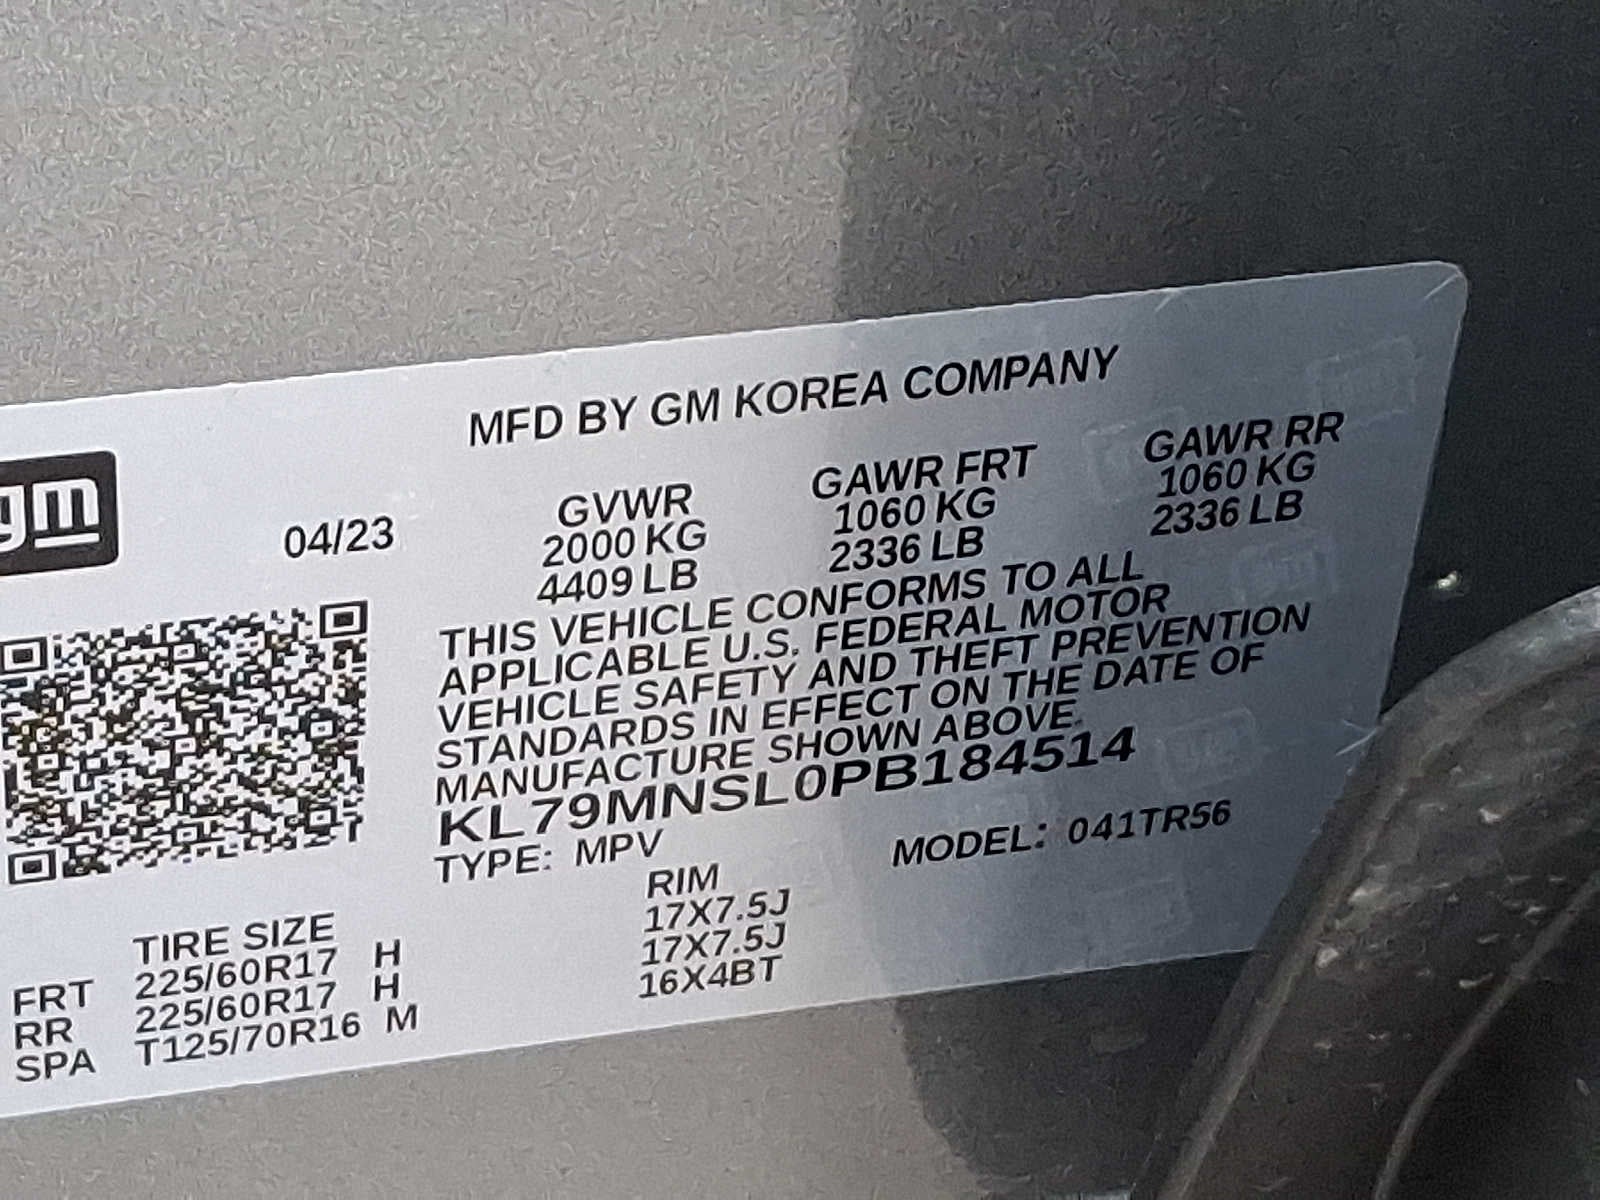 MFD BY GM KOREA COMPANY
gm
04/23
GVWR GAWR FRT GAWR RR
2000 KG 1060 KG 1060 KG
4409 LB 2336 LB 2336 LB
THIS VEHICLE CONFORMS TO ALL
APPLICABLE U.S. FEDERAL MOTOR
VEHICLE SAFETY AND THEFT PREVENTION
STANDARDS IN EFFECT ON THE DATE OF
MANUFACTURE SHOWN ABOVE.
KL79MNSL0PB184514
TYPE: MPV MODEL: 041TR56
TIRE SIZE RIM
FRT 225/60R17 H 17X7.5J
RR 225/60R17 H 17X7.5J
SPA T125/70R16 M 16X4BT